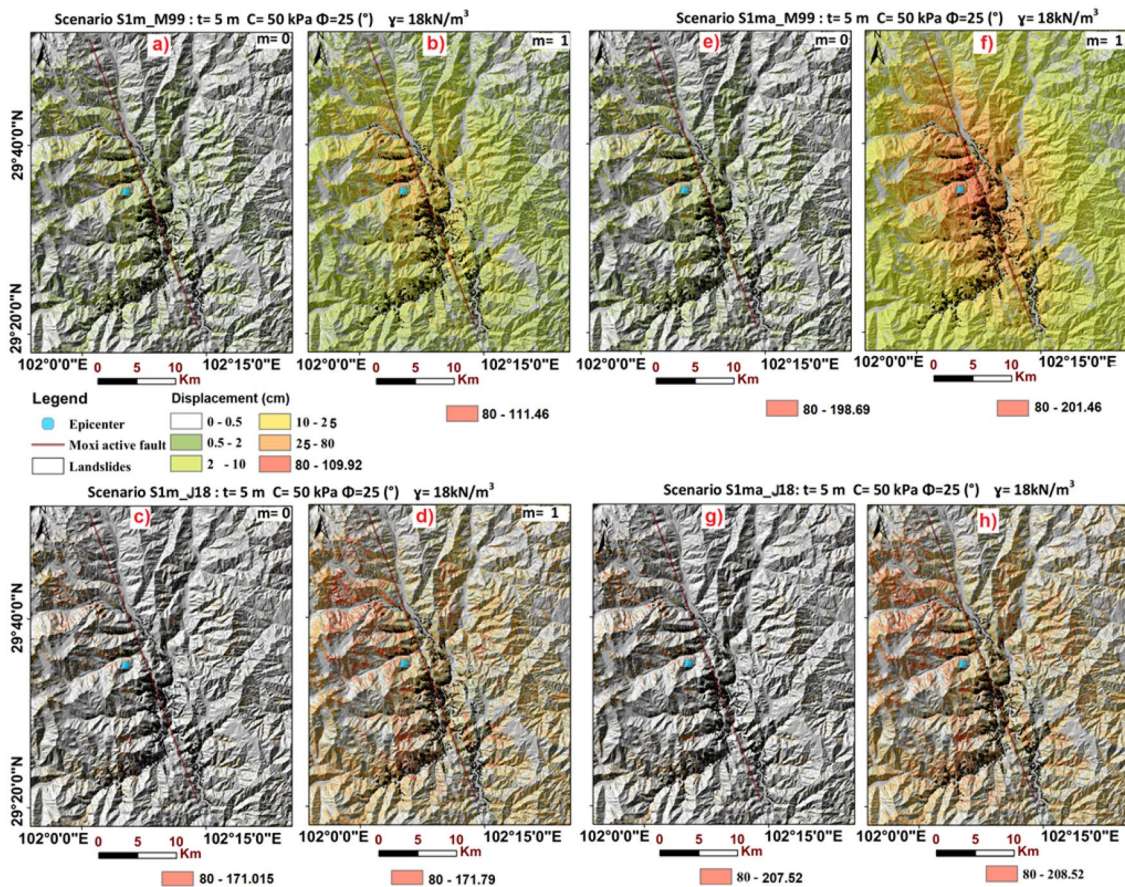 Scenario S1m_M99 : t= 5 m C= 50 kPa Φ=25 (°) ɣ= 18kN/m³
Scenario S1ma_M99: t= 5 m C= 50 kPa Φ=25 (°) ɣ= 18kN/m³
a) m= 0
b) m= 1
e) m= 0
f) m= 1
N
N
N
N
29°40'0"N
29°20'0"N
102°0'0"E 102°15'0"E
102°0'0"E 102°15'0"E
102°0'0"E 102°15'0"E
102°0'0"E 102°15'0"E
0 5 10 Km
0 5 10 Km
0 5 10 Km
0 5 10 Km
Legend
Epicenter
Moxi active fault
Landslides
Displacement (cm)
0 - 0.5
0.5 - 2
2 - 10
10 - 25
25 - 80
80 - 109.92
80 - 111.46
80 - 198.69
80 - 201.46
Scenario S1m_J18 : t= 5 m C= 50 kPa Φ=25 (°) ɣ= 18kN/m³
Scenario S1ma_J18: t= 5 m C= 50 kPa Φ=25 (°) ɣ= 18kN/m³
c) m= 0
d) m= 1
g) m= 0
h) m= 1
N
N
N
N
29°40'0"N
29°20'0"N
102°0'0"E 102°15'0"E
102°0'0"E 102°15'0"E
102°0'0"E 102°15'0"E
102°0'0"E 102°15'0"E
0 5 10 Km
0 5 10 Km
0 5 10 Km
0 5 10 Km
80 - 171.015
80 - 171.79
80 - 207.52
80 - 208.52